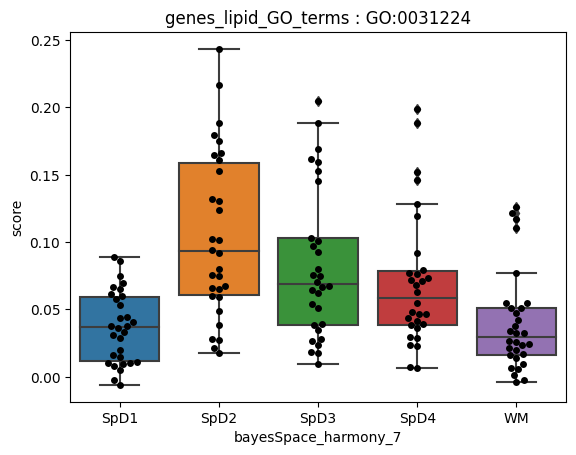 genes_lipid_GO_terms : GO:0031224
0.25
0.20
0.15
0.10
0.05
0.00
score
SpD1 SpD2 SpD3 SpD4 WM
bayesSpace_harmony_7